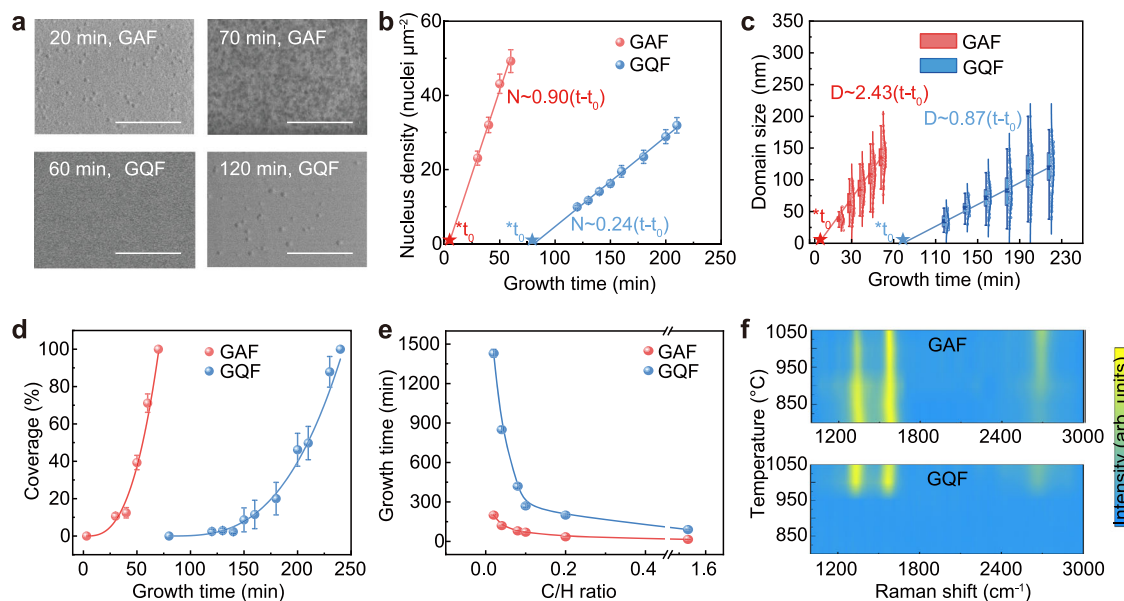 a
20 min, GAF
70 min, GAF
60 min, GQF
120 min, GQF
b
Nucleus density (nuclei μm⁻²)
60
40
20
0
GAF
GQF
N~0.90(t-t₀)
N~0.24(t-t₀)
*t₀
*t₀
0 50 100 150 200 250
Growth time (min)
c
Domain size (nm)
350
300
250
200
150
100
50
0
GAF
GQF
D~2.43(t-t₀)
D~0.87(t-t₀)
*t₀
*t₀
0 30 70 110 150 190 230
Growth time (min)
d
Coverage (%)
100
80
60
40
20
0
GAF
GQF
0 50 100 150 200 250
Growth time (min)
e
Growth time (min)
1500
1200
900
600
300
0
GAF
GQF
0.0 0.2 0.4 1.6
C/H ratio
f
Temperature (°C)
1050
950
850
GAF
1200 1800 2400 3000
1050
950
850
GQF
1200 1800 2400 3000
Raman shift (cm⁻¹)
Intensity (arb. units)